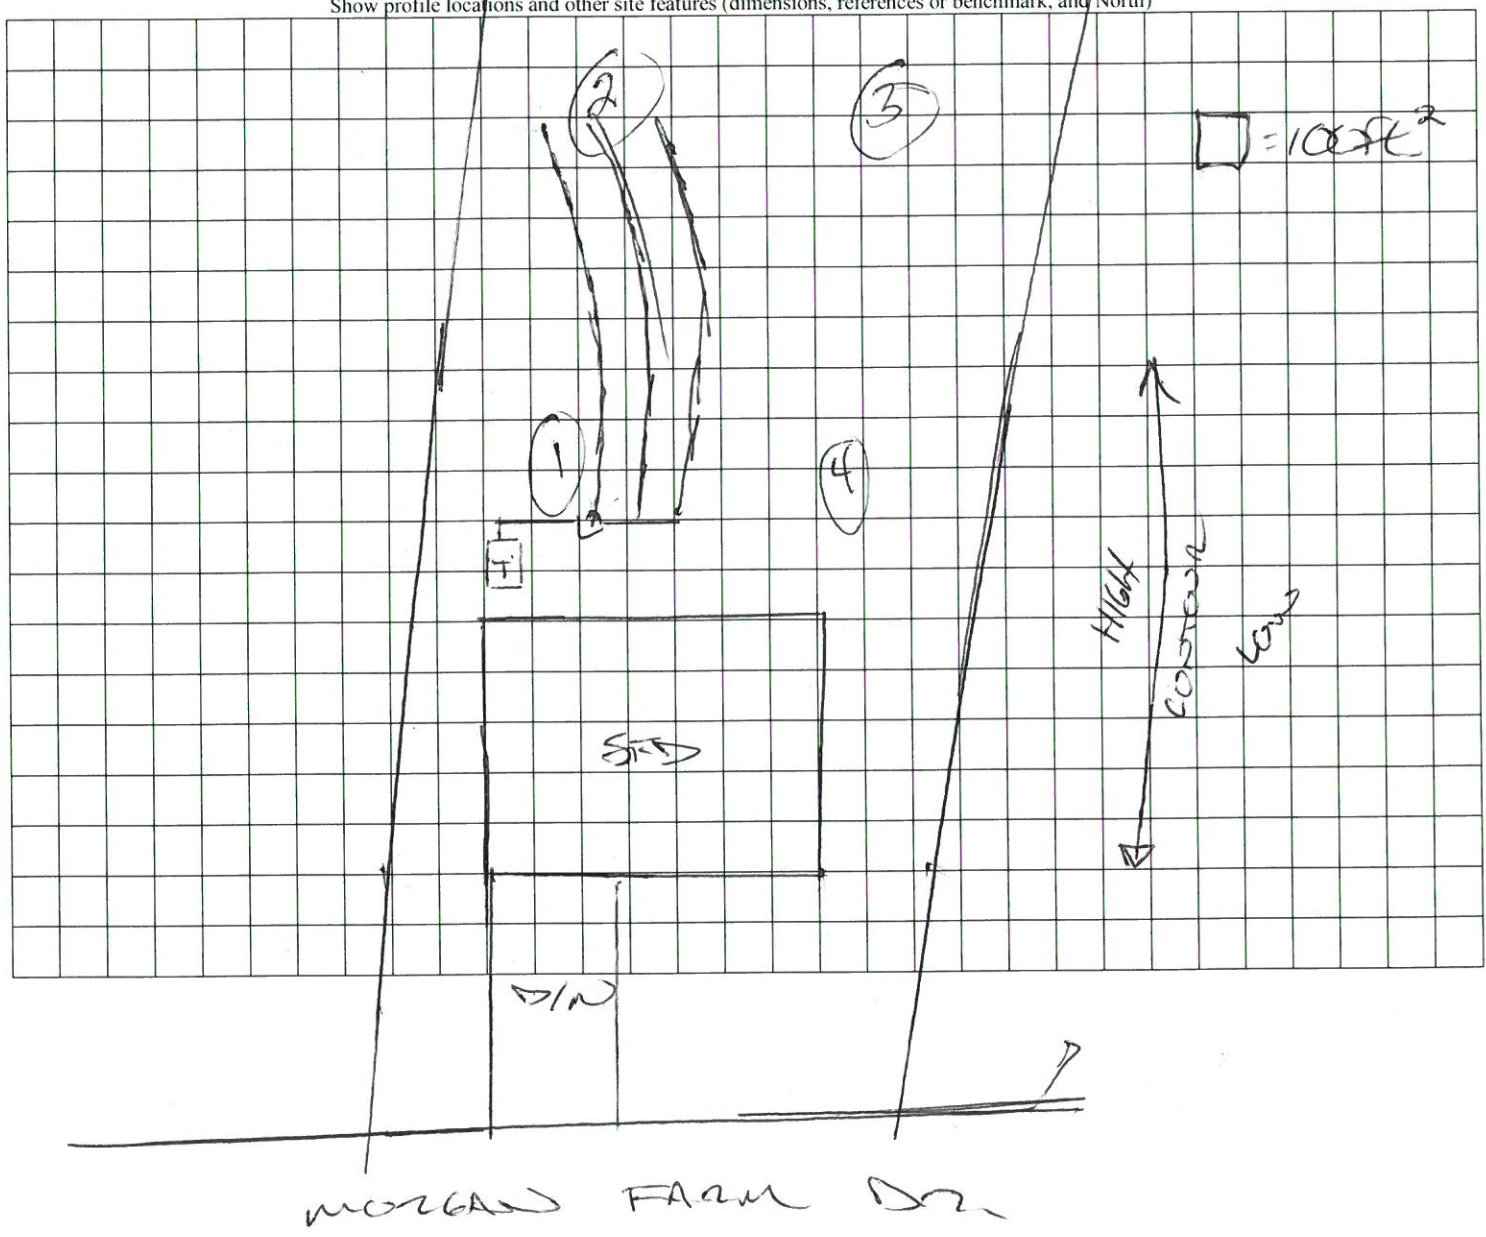 Show profile locations and other site features (dimensions, references or benchmark, and North)
2
3
□ = 100ft²
1
4
HIGH
CONTOUR
LOW
D/W
MORGAN FARM DR.